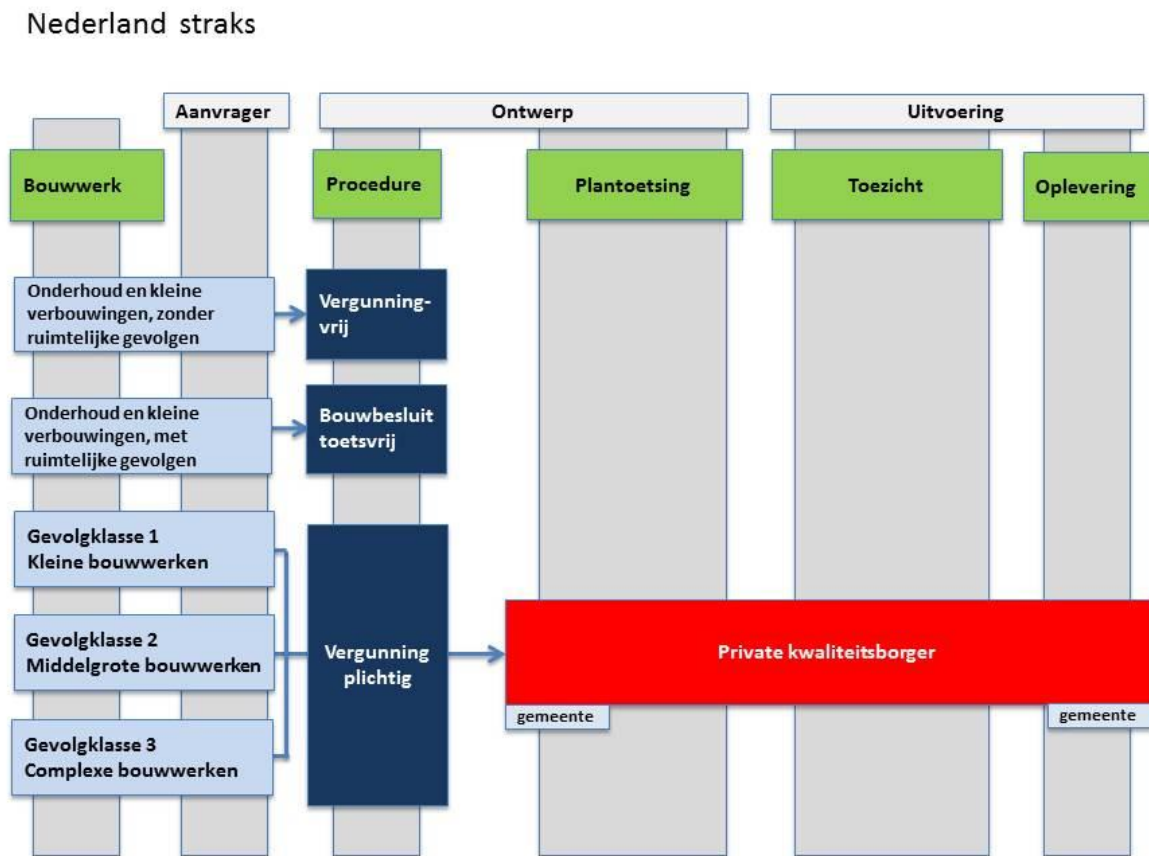 Nederland straks
Aanvrager
Ontwerp
Uitvoering
Bouwwerk
Procedure
Plantoetsing
Toezicht
Oplevering
Onderhoud en kleine
verbouwingen, zonder
ruimtelijke gevolgen
Vergunning-
vrij
Onderhoud en kleine
verbouwingen, met
ruimtelijke gevolgen
Bouwbesluit
toetsvrij
Gevolgklasse 1
Kleine bouwwerken
Gevolgklasse 2
Middelgrote bouwwerken
Gevolgklasse 3
Complexe bouwwerken
Vergunning
plichtig
Private kwaliteitsborger
gemeente
gemeente